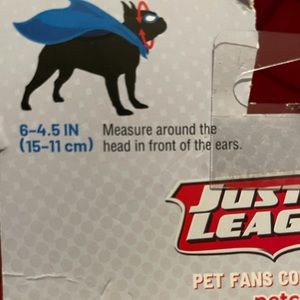 6–4.5 IN Measure around the
(15–11 cm) head in front of the ears.
JUST
LEAG
PET FANS CO
petc